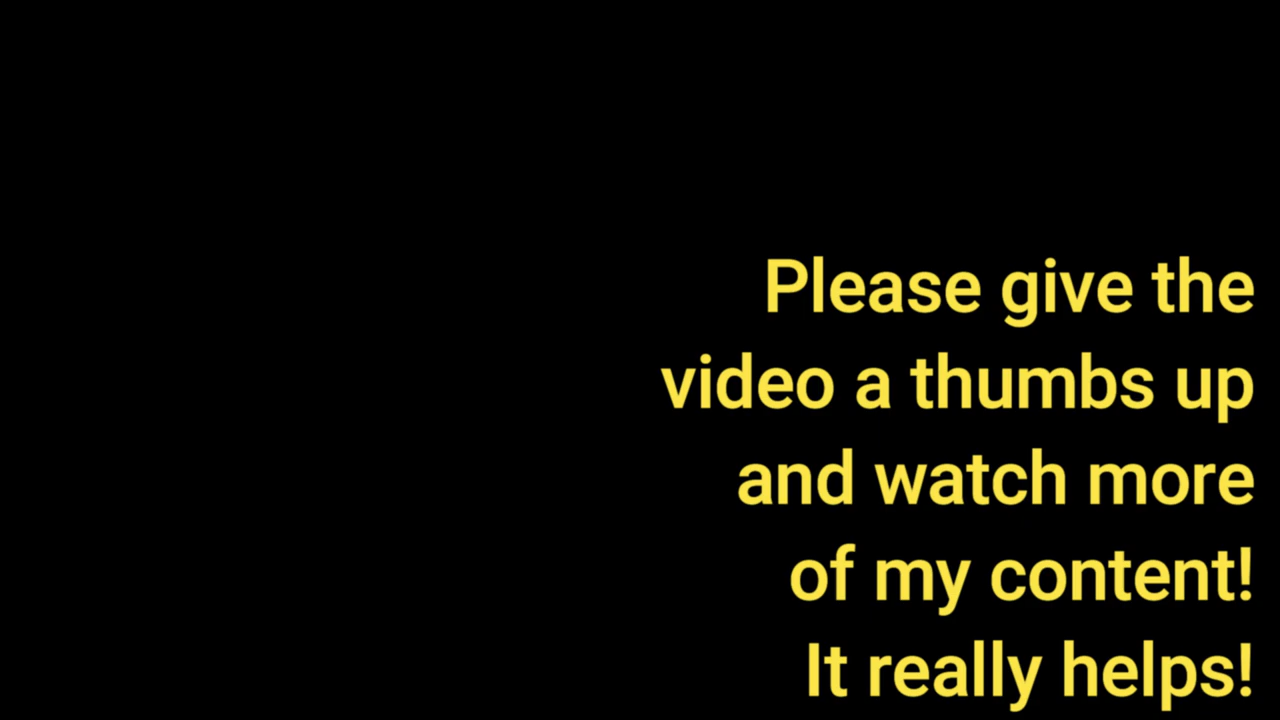 Please give the
video a thumbs up
and watch more
of my content!
It really helps!